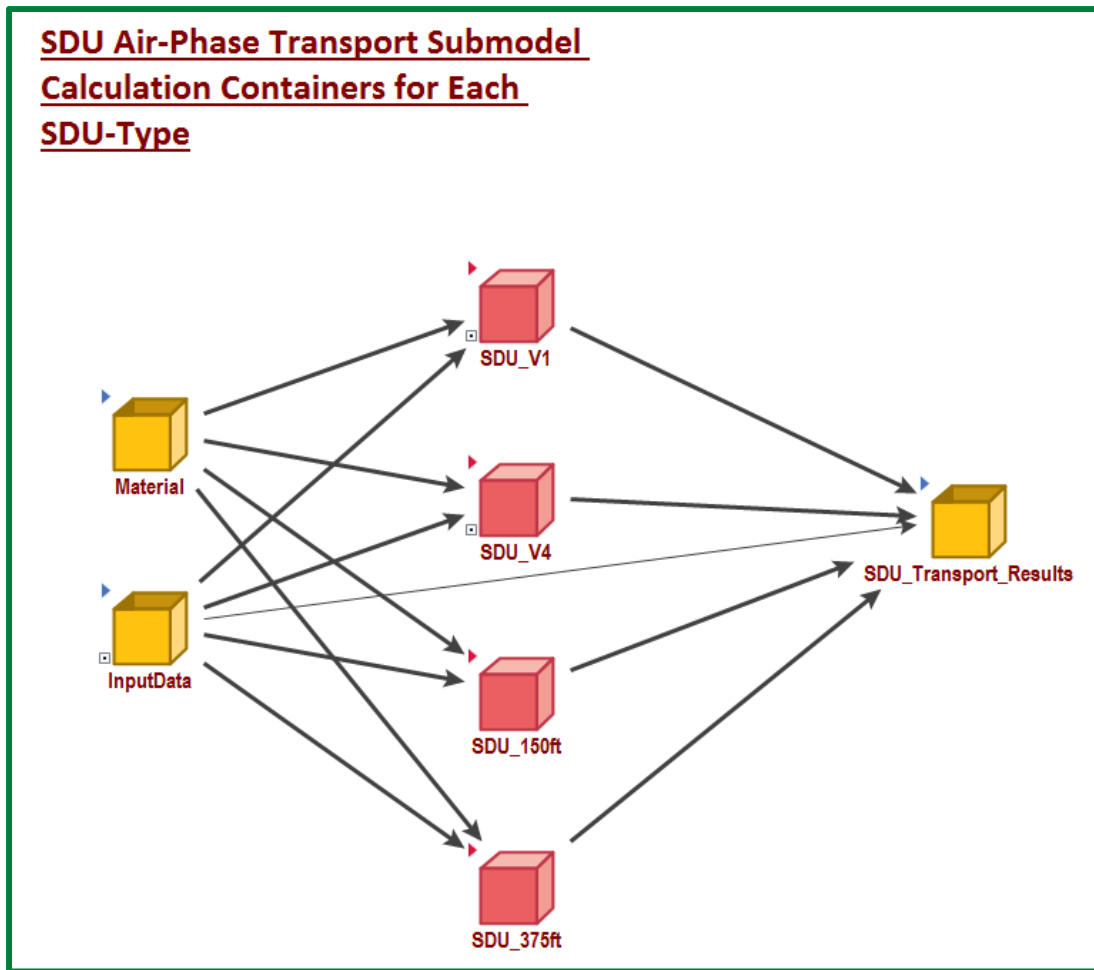 SDU Air-Phase Transport Submodel
Calculation Containers for Each
SDU-Type
SDU_V1
Material
SDU_V4
SDU_Transport_Results
InputData
SDU_150ft
SDU_375ft